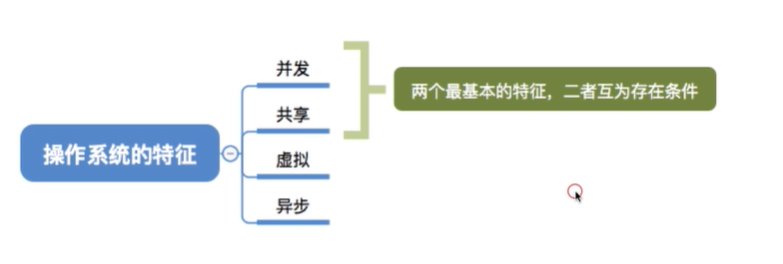 操作系统的特征
并发
共享
虚拟
异步
两个最基本的特征，二者互为存在条件